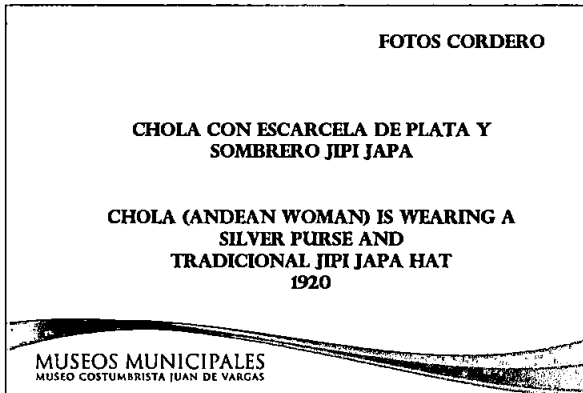 FOTOS CORDERO
CHOLA CON ESCARCELA DE PLATA Y
SOMBRERO JIPI JAPA
CHOLA (ANDEAN WOMAN) IS WEARING A
SILVER PURSE AND
TRADICIONAL JIPI JAPA HAT
1920
MUSEOS MUNICIPALES
MUSEO COSTUMBRISTA JUAN DE VARGAS